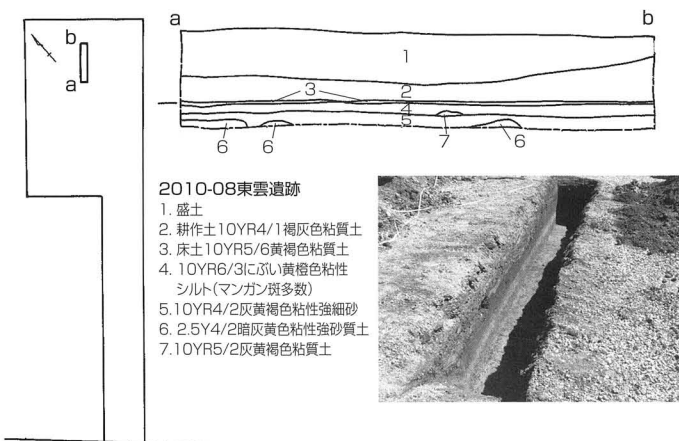 a
b
1
b
a
3
2
4
5
6
6
7
6
2010-08東雲遺跡
1. 盛土
2. 耕作土10YR4/1褐灰色粘質土
3. 床土10YR5/6黄褐色粘質土
4. 10YR6/3にぶい黄橙色粘性
シルト(マンガン斑多数)
5.10YR4/2灰黄褐色粘性強細砂
6. 2.5Y4/2暗灰黄色粘性強砂質土
7.10YR5/2灰黄褐色粘質土